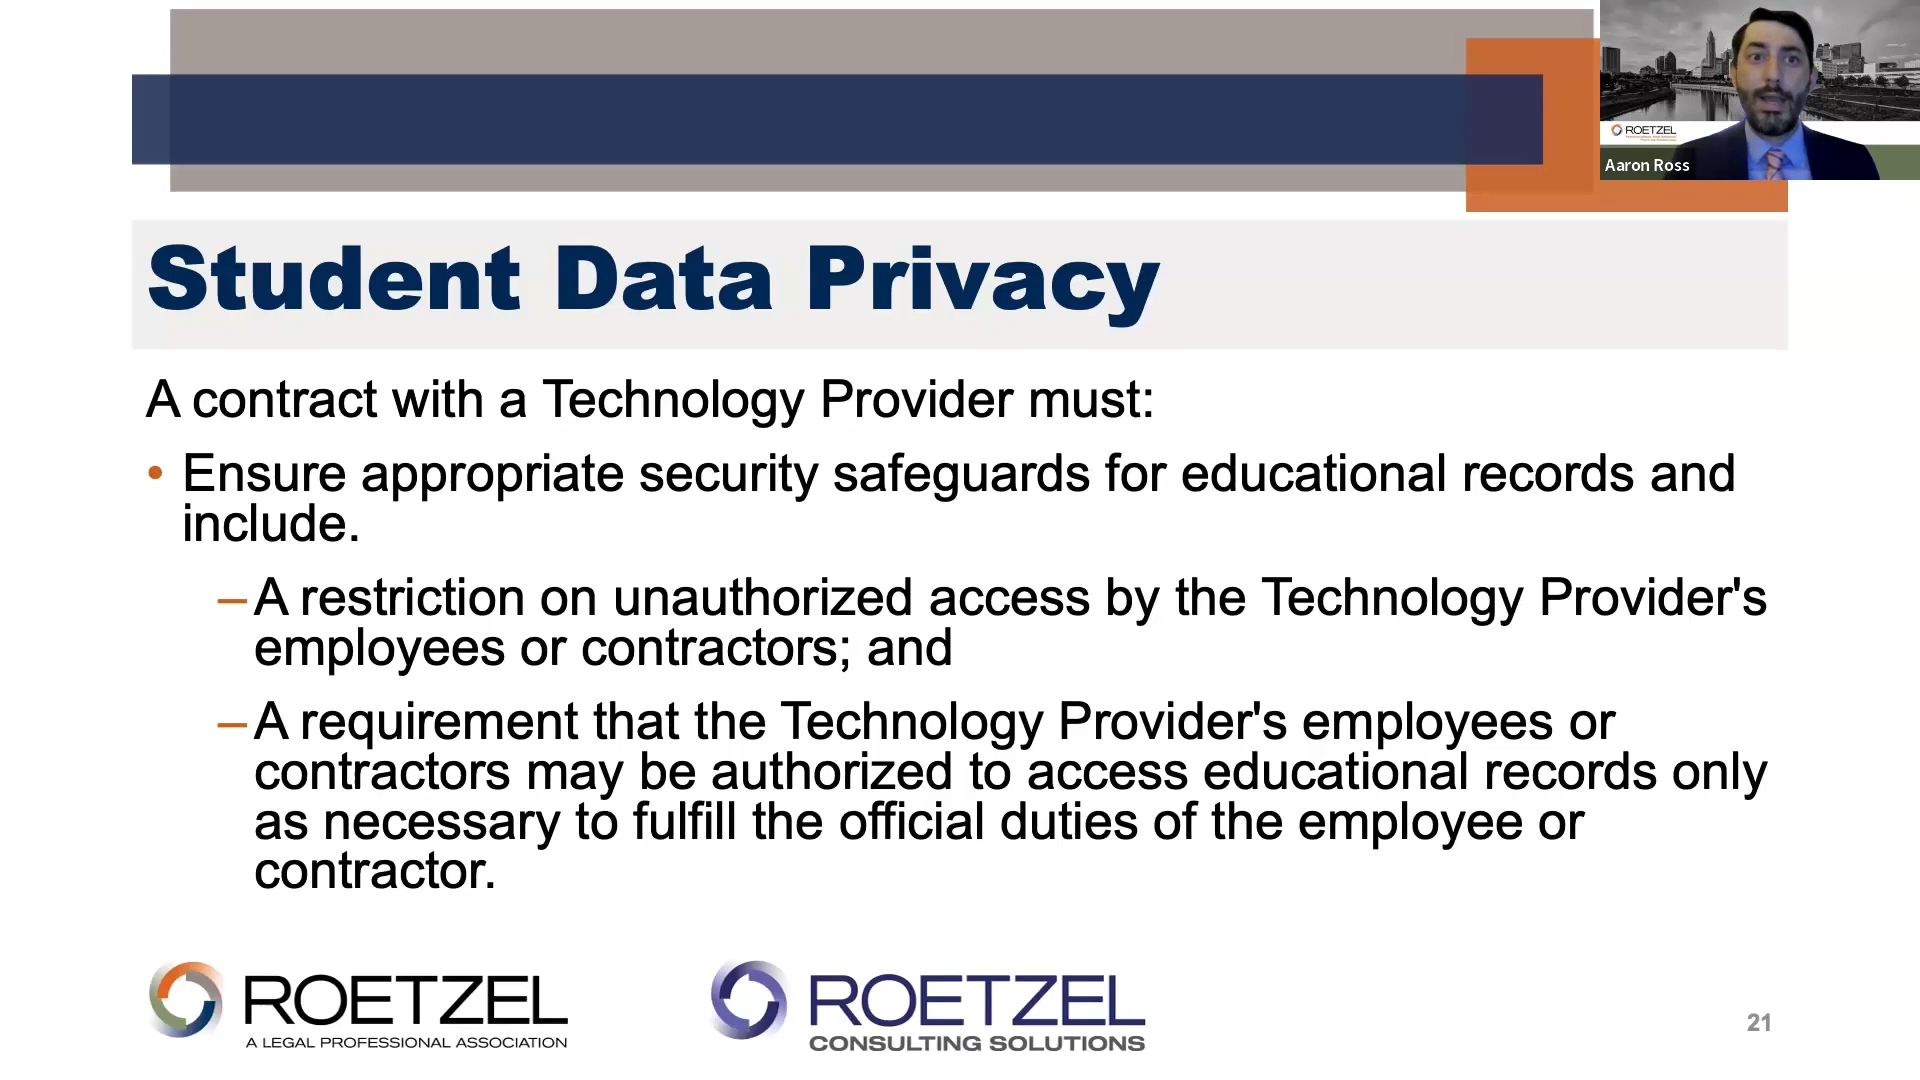 ROETZEL
Aaron Ross
Student Data Privacy
A contract with a Technology Provider must:
• Ensure appropriate security safeguards for educational records and
include.
– A restriction on unauthorized access by the Technology Provider's
employees or contractors; and
– A requirement that the Technology Provider's employees or
contractors may be authorized to access educational records only
as necessary to fulfill the official duties of the employee or
contractor.
ROETZEL
A LEGAL PROFESSIONAL ASSOCIATION
ROETZEL
CONSULTING SOLUTIONS
21